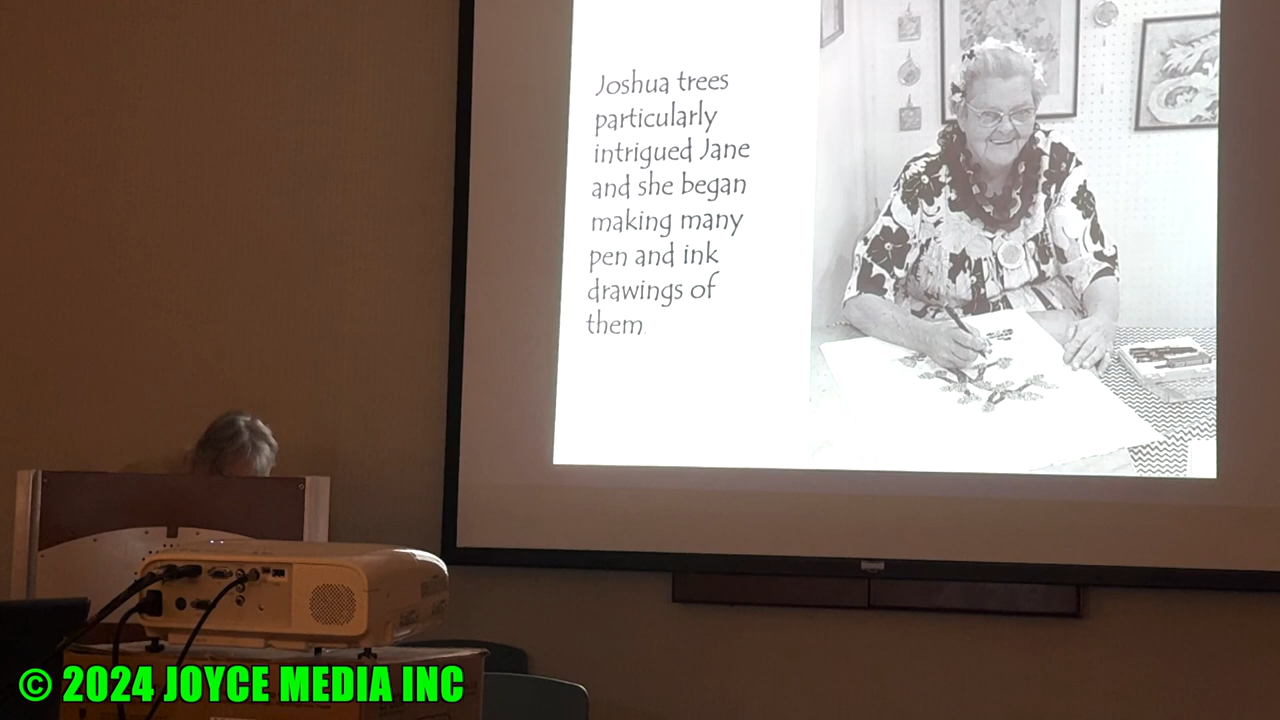 Joshua trees
particularly
intrigued Jane
and she began
making many
pen and ink
drawings of
them.
© 2024 JOYCE MEDIA INC